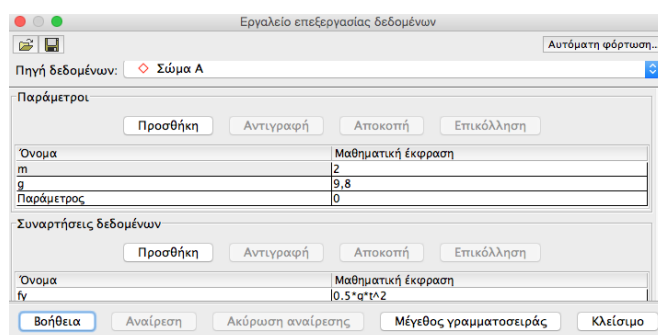 Εργαλείο επεξεργασίας δεδομένων
Αυτόματη φόρτωση...
Πηγή δεδομένων: Σώμα A
Παράμετροι
Προσθήκη Αντιγραφή Αποκοπή Επικόλληση
Όνομα Μαθηματική έκφραση
m 2
g 9,8
Παράμετρος 0
Συναρτήσεις δεδομένων
Προσθήκη Αντιγραφή Αποκοπή Επικόλληση
Όνομα Μαθηματική έκφραση
fy 0.5*g*t^2
Βοήθεια Αναίρεση Ακύρωση αναίρεσης Μέγεθος γραμματοσειράς Κλείσιμο